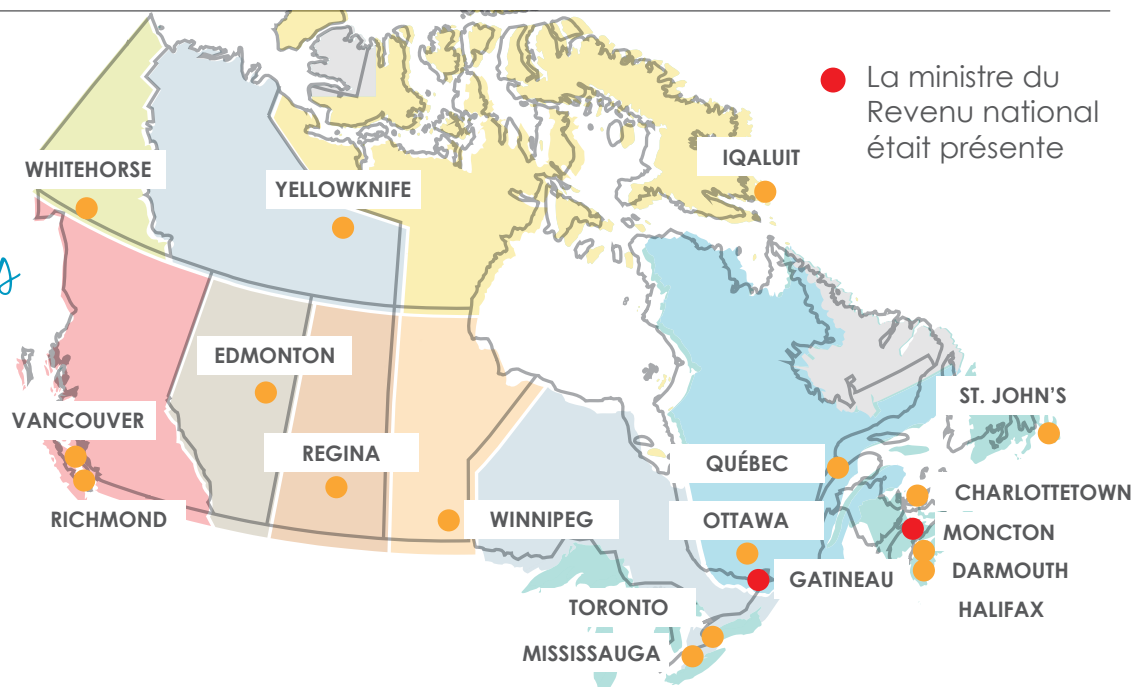 La ministre du
Revenu national
était présente
IQALUIT
WHITEHORSE
YELLOWKNIFE
EDMONTON
ST. JOHN'S
VANCOUVER
REGINA
QUÉBEC
CHARLOTTETOWN
RICHMOND
WINNIPEG
OTTAWA
MONCTON
DARMOUTH
GATINEAU
TORONTO
HALIFAX
MISSISSAUGA